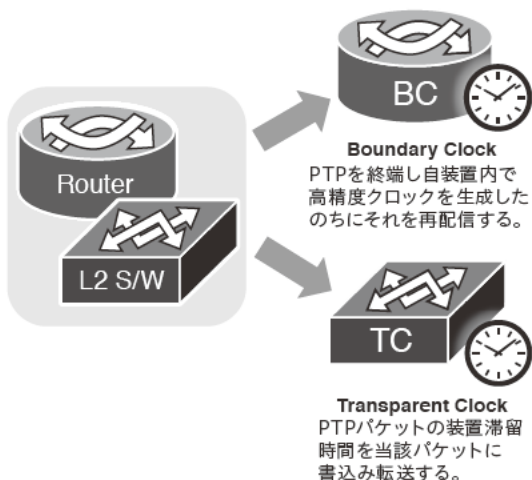 Router
L2 S/W
BC
Boundary Clock
PTPを終端し自装置内で
高精度クロックを生成した
のちにそれを再配信する。
TC
Transparent Clock
PTPパケットの装置滞留
時間を当該パケットに
書込み転送する。